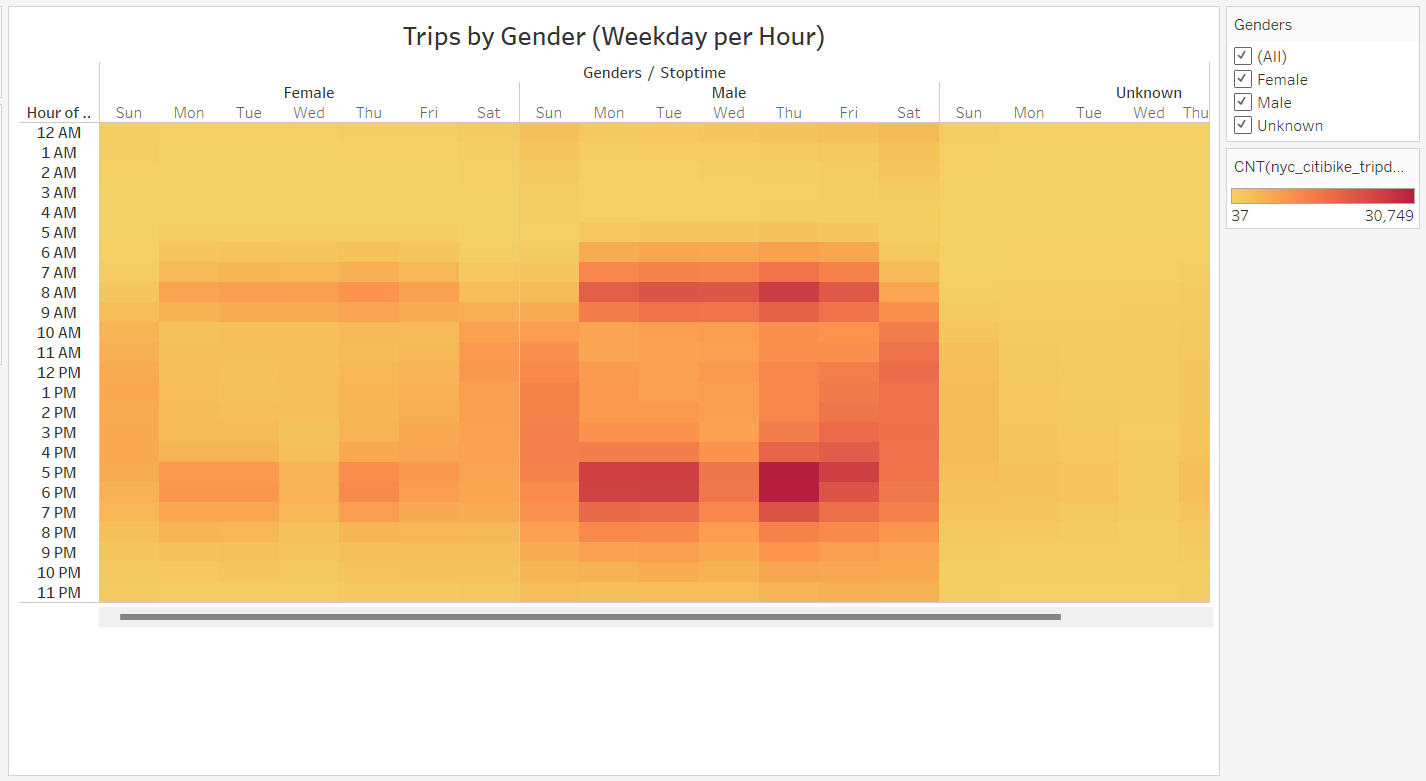 Trips by Gender (Weekday per Hour)
Genders / Stoptime
Female Male Unknown
Hour of .. Sun Mon Tue Wed Thu Fri Sat Sun Mon Tue Wed Thu Fri Sat Sun Mon Tue Wed Thu
12 AM
1 AM
2 AM
3 AM
4 AM
5 AM
6 AM
7 AM
8 AM
9 AM
10 AM
11 AM
12 PM
1 PM
2 PM
3 PM
4 PM
5 PM
6 PM
7 PM
8 PM
9 PM
10 PM
11 PM
Genders
(All)
Female
Male
Unknown
CNT(nyc_citibike_tripd...
37 30,749